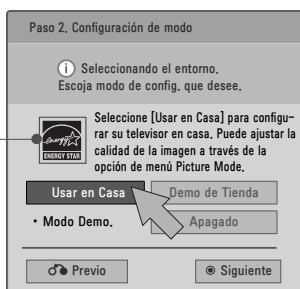 Paso 2. Configuración de modo
i Seleccionando el entorno.
Escoja modo de config. que desee.
Seleccione [Usar en Casa] para configu-
rar su televisor en casa. Puede ajustar la
calidad de la imagen a través de la
opción de menú Picture Mode.
energy
ENERGY STAR
Usar en Casa
Demo de Tienda
• Modo Demo.
Apagado
Previo
Siguiente